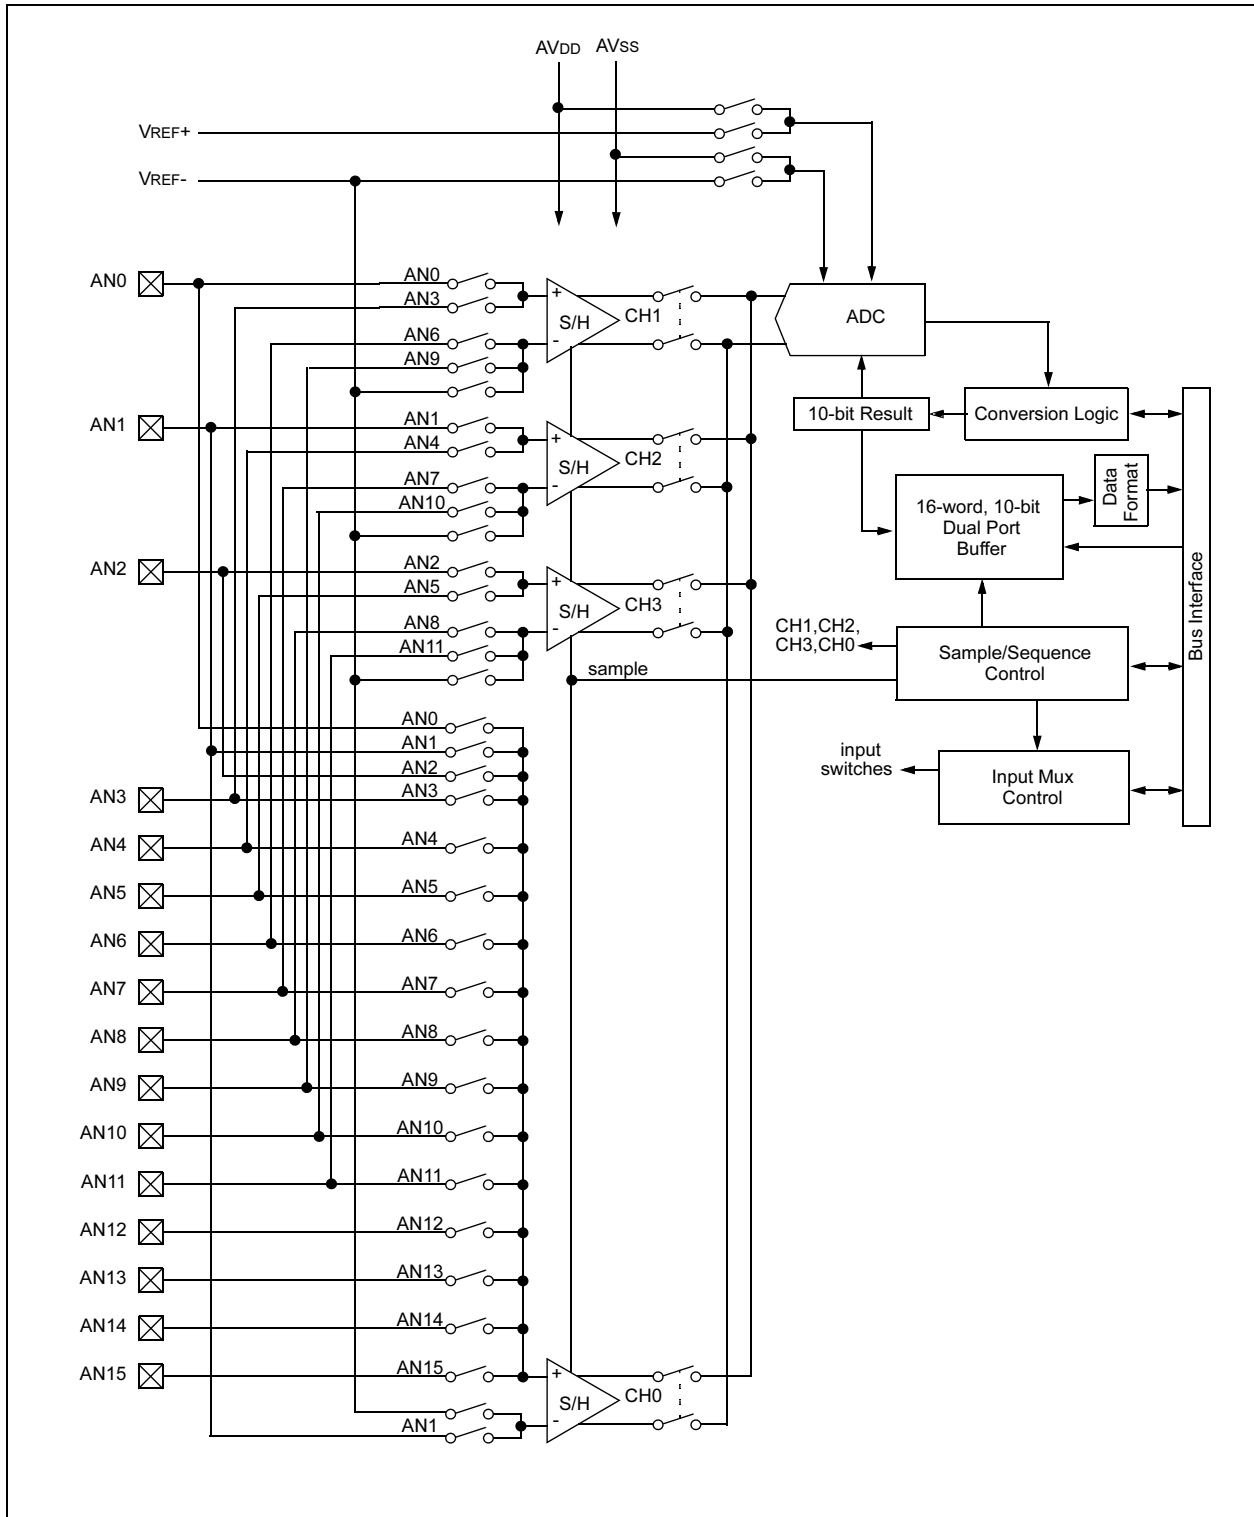 AVDD AVSS
VREF+
VREF-
AN0
AN0
AN3
+
S/H
-
CH1
AN6
AN9
ADC
10-bit Result
Conversion Logic
AN1
AN1
AN4
+
S/H
-
CH2
AN7
AN10
16-word, 10-bit
Dual Port
Buffer
Data
Format
Bus Interface
AN2
AN2
AN5
+
S/H
-
CH3
AN8
AN11
CH1,CH2,
CH3,CH0
Sample/Sequence
Control
sample
input
switches
Input Mux
Control
AN0
AN1
AN2
AN3
AN3
AN4
AN4
AN5
AN5
AN6
AN6
AN7
AN7
AN8
AN8
AN9
AN9
AN10
AN10
AN11
AN11
AN12
AN12
AN13
AN13
AN14
AN14
AN15
AN15
+
S/H
-
CH0
AN1